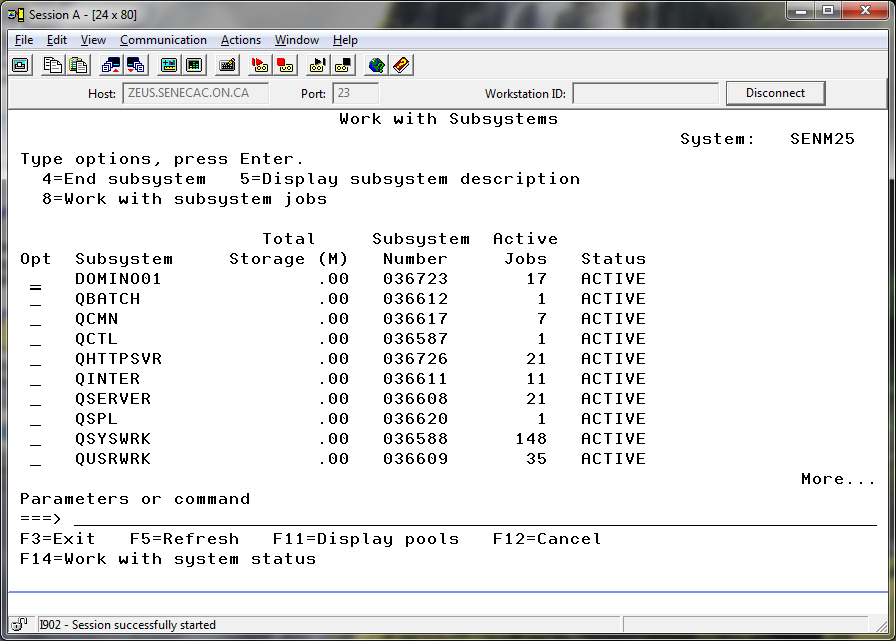 Session A - [24 x 80]
File Edit View Communication Actions Window Help
Host: ZEUS.SENECAC.ON.CA Port: 23 Workstation ID: Disconnect
Work with Subsystems
System: SENM25
Type options, press Enter.
4=End subsystem 5=Display subsystem description
8=Work with subsystem jobs
Total Subsystem Active
Opt Subsystem Storage (M) Number Jobs Status
_ DOMINO01 .00 036723 17 ACTIVE
_ QBATCH .00 036612 1 ACTIVE
_ QCMN .00 036617 7 ACTIVE
_ QCTL .00 036587 1 ACTIVE
_ QHTTPSVR .00 036726 21 ACTIVE
_ QINTER .00 036611 11 ACTIVE
_ QSERVER .00 036608 21 ACTIVE
_ QSPL .00 036620 1 ACTIVE
_ QSYSWRK .00 036588 148 ACTIVE
_ QUSRWRK .00 036609 35 ACTIVE
More...
Parameters or command
===>
F3=Exit F5=Refresh F11=Display pools F12=Cancel
F14=Work with system status
I902 - Session successfully started